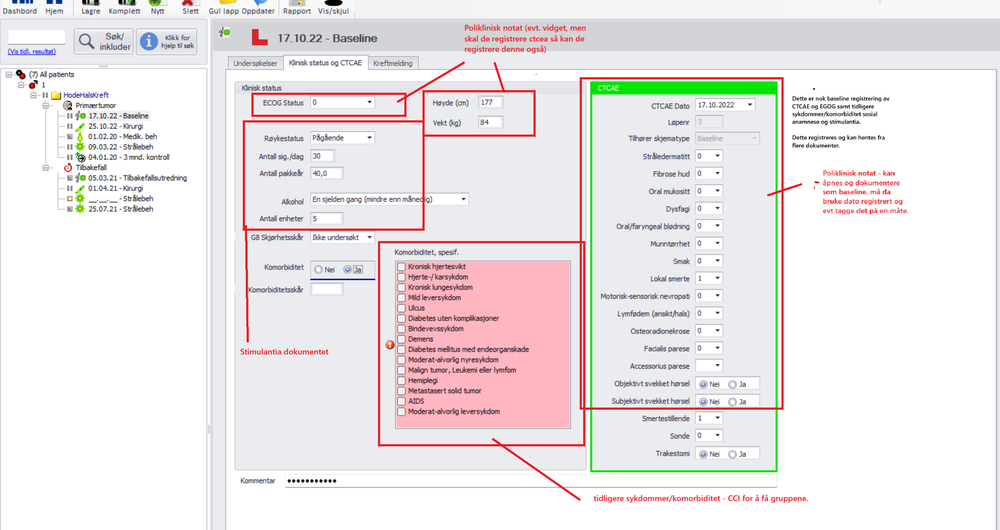 Dashbord Hjem Lagre Komplett Nytt Slett Gul lapp Oppdater Rapport Vis/skjul
Søk/
inkluder
Klikk for
hjelp til søk
(Vis tidl. resultat)
(7) All patients
1
HodeHalsKreft
Primærtumor
17.10.22 - Baseline
25.10.22 - Kirurgi
01.02.20 - Medik. beh
09.03.22 - Strålebeh
04.01.20 - 3 mnd. kontroll
Tilbakefall
05.03.21 - Tilbakefallsutredning
01.04.21 - Kirurgi
__.__.__ - Strålebeh
25.07.21 - Strålebeh
L 17.10.22 - Baseline
Poliklinisk notat (evt. vidget, men
skal de registrere ctcea så kan de
registrere denne også)
Undersøkelser Klinisk status og CTCAE Kreftmelding
Klinisk status
ECOG Status 0
Høyde (cm) 177
Vekt (kg) 84
Røykestatus Pågående
Antall sig./dag 30
Antall pakkeår 40,0
Alkohol En sjelden gang (mindre enn månedig)
Antall enheter 5
G8 Skjørhetsskår Ikke undersøkt
Komorbiditet Nei Ja
Komorbiditetsskår
Stimulantia dokumentet
Komorbiditet, spesif.
Kronisk hjertesvikt
Hjerte-/ karsykdom
Kronisk lungesykdom
Mild leversykdom
Ulcus
Diabetes uten komplikasjoner
Bindevevssykdom
Demens
Diabetes mellitus med endeorganskade
Moderat-alvorlig nyresykdom
Malign tumor, Leukemi eller lymfom
Hemiplegi
Metastasert solid tumor
AIDS
Moderat-alvorlig leversykdom
CTCAE
CTCAE Dato 17.10.2022
Løpenr 3
Tilhører skjematype Baseline
Stråledermatitt 0
Fibrose hud 0
Oral mukositt 0
Dysfagi 0
Oral/faryngeal blødning 0
Munntørrhet 0
Smak 0
Lokal smerte 1
Motorisk-sensorisk nevropati 0
Lymfødem (ansikt/hals) 0
Osteoradionekrose 0
Facialis parese 0
Accessorius parese
Objektivt svekket hørsel Nei Ja
Subjektivt svekket hørsel Nei Ja
Smertestillende 1
Sonde 0
Trakestomi Nei Ja
Dette er nok baseline registrering av
CTCAE og EGOG samt tidligere
sykdommer/komorbiditet sosial
anamnese og stimulantia.
Dette registreres og kan hentes fra
flere dokumenter.
Poliklinisk notat - kan
åpnes og dokumentere
som baseline, må da
bruke dato registrert og
evt tagge det på en måte.
Kommentar ●●●●●●●●●●●
tidligere sykdommer/komorbiditet - CCI for å få gruppene.